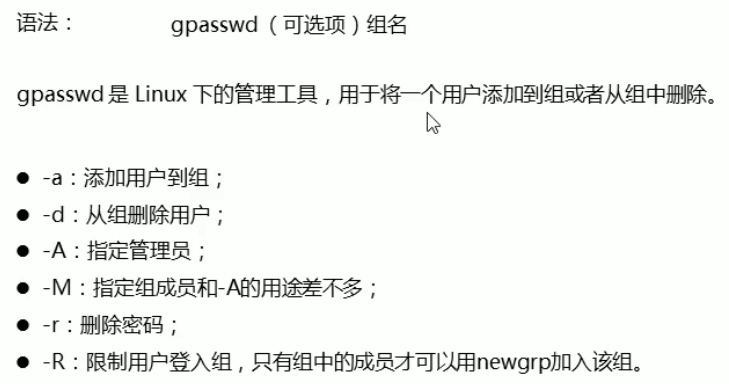 语法： gpasswd（可选项）组名
gpasswd是 Linux 下的管理工具，用于将一个用户添加到组或者从组中删除。
● -a：添加用户到组；
● -d：从组删除用户；
● -A：指定管理员；
● -M：指定组成员和-A的用途差不多；
● -r：删除密码；
● -R：限制用户登入组，只有组中的成员才可以用newgrp加入该组。